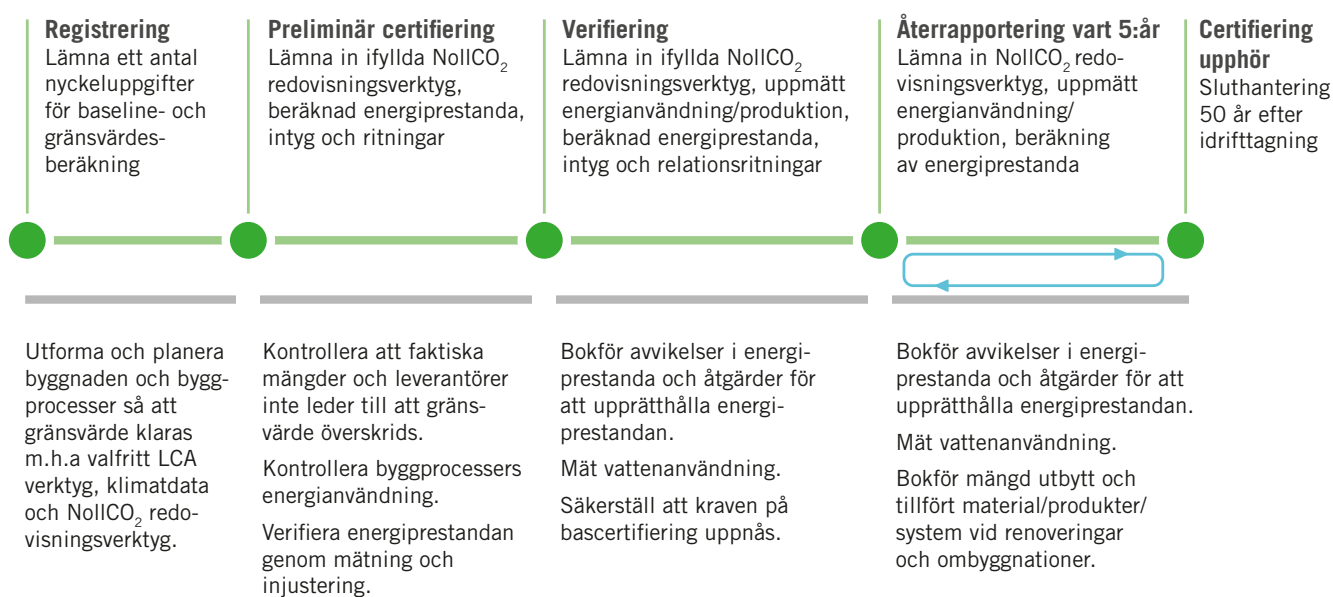 Registrering
Lämna ett antal
nyckeluppgifter
för baseline- och
gränsvärdes-
beräkning
Preliminär certifiering
Lämna in ifyllda NollCO₂
redovisningsverktyg,
beräknad energiprestanda,
intyg och ritningar
Verifiering
Lämna in ifyllda NollCO₂
redovisningsverktyg, uppmätt
energianvändning/produktion,
beräknad energiprestanda,
intyg och relationsritningar
Återrapportering vart 5:år
Lämna in NollCO₂ redo-
visningsverktyg, uppmätt
energianvändning/
produktion, beräkning
av energiprestanda
Certifiering
upphör
Sluthantering
50 år efter
idrifttagning
Utforma och planera
byggnaden och bygg-
processer så att
gränsvärde klaras
m.h.a valfritt LCA
verktyg, klimatdata
och NollCO₂ redo-
visningsverktyg.
Kontrollera att faktiska
mängder och leverantörer
inte leder till att gräns-
värde överskrids.
Kontrollera byggprocessers
energianvändning.
Verifiera energiprestandan
genom mätning och
injustering.
Bokför avvikelser i energi-
prestanda och åtgärder för
att upprätthålla energi-
prestandan.
Mät vattenanvändning.
Säkerställ att kraven på
bascertifiering uppnås.
Bokför avvikelser i energi-
prestanda och åtgärder för att
upprätthålla energiprestandan.
Mät vattenanvändning.
Bokför mängd utbytt och
tillfört material/produkter/
system vid renoveringar
och ombyggnationer.